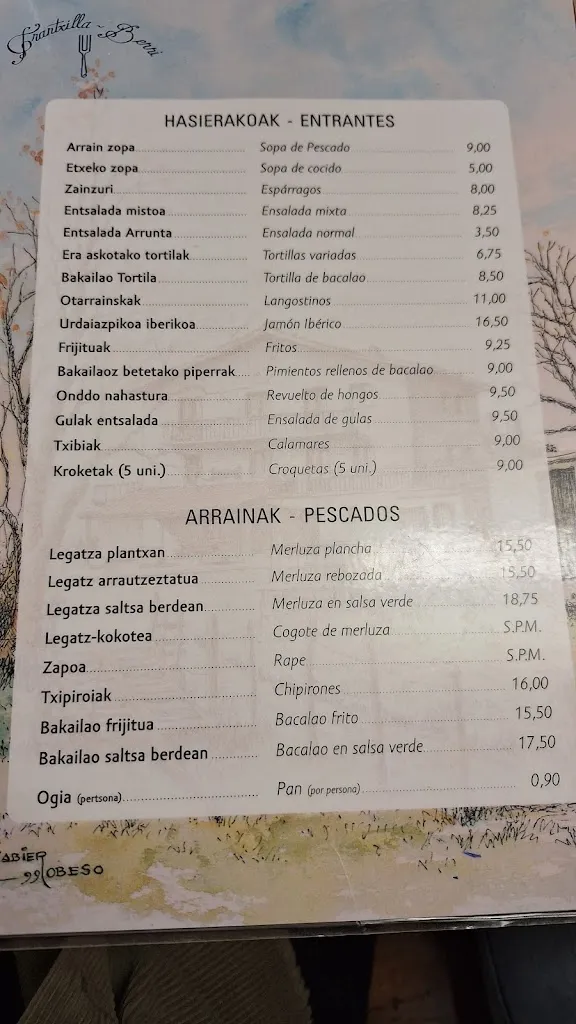 Frantxilla-Berri
HASIERAKOAK - ENTRANTES
Arrain zopa Sopa de Pescado 9,00
Etxeko zopa Sopa de cocido 5,00
Zainzuri Espárragos 8,00
Entsalada mistoa Ensalada mixta 8,25
Entsalada Arrunta Ensalada normal 3,50
Era askotako tortilak Tortillas variadas 6,75
Bakailao Tortila Tortilla de bacalao 8,50
Otarrainskak Langostinos 11,00
Urdaiazpikoa iberikoa Jamón Ibérico 16,50
Frijituak Fritos 9,25
Bakailaoz betetako piperrak Pimientos rellenos de bacalao 9,00
Onddo nahastura Revuelto de hongos 9,50
Gulak entsalada Ensalada de gulas 9,50
Txibiak Calamares 9,00
Kroketak (5 uni.) Croquetas (5 uni.) 9,00
ARRAINAK - PESCADOS
Legatza plantxan Merluza plancha 15,50
Legatz arrautzeztatua Merluza rebozada 15,50
Legatza saltsa berdean Merluza en salsa verde 18,75
Legatz-kokotea Cogote de merluza S.P.M.
Zapoa Rape S.P.M.
Txipiroiak Chipirones 16,00
Bakailao frijitua Bacalao frito 15,50
Bakailao saltsa berdean Bacalao en salsa verde 17,50
Ogia (pertsona) Pan (por persona) 0,90
ABIER
99 OBESO